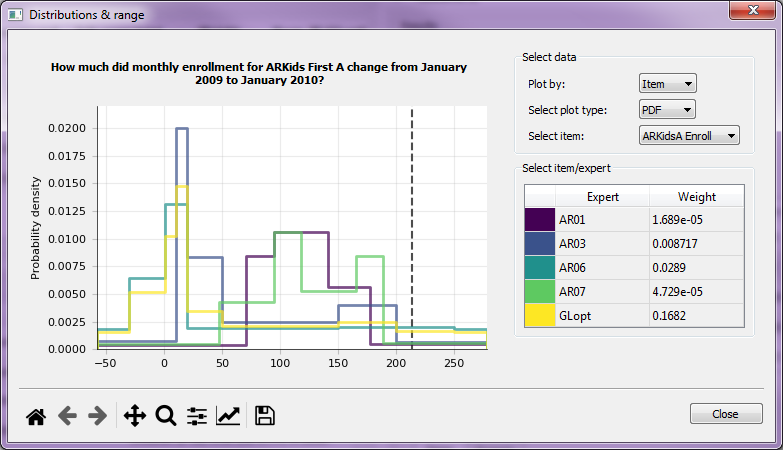 Distributions & range
How much did monthly enrollment for ARKids First A change from January
2009 to January 2010?
Probability density
0.0200
0.0175
0.0150
0.0125
0.0100
0.0075
0.0050
0.0025
0.0000
−50 0 50 100 150 200 250
Select data
Plot by: Item
Select plot type: PDF
Select item: ARKidsA Enroll
Select item/expert
Expert Weight
AR01 1.689e-05
AR03 0.008717
AR06 0.0289
AR07 4.729e-05
GLopt 0.1682
Close